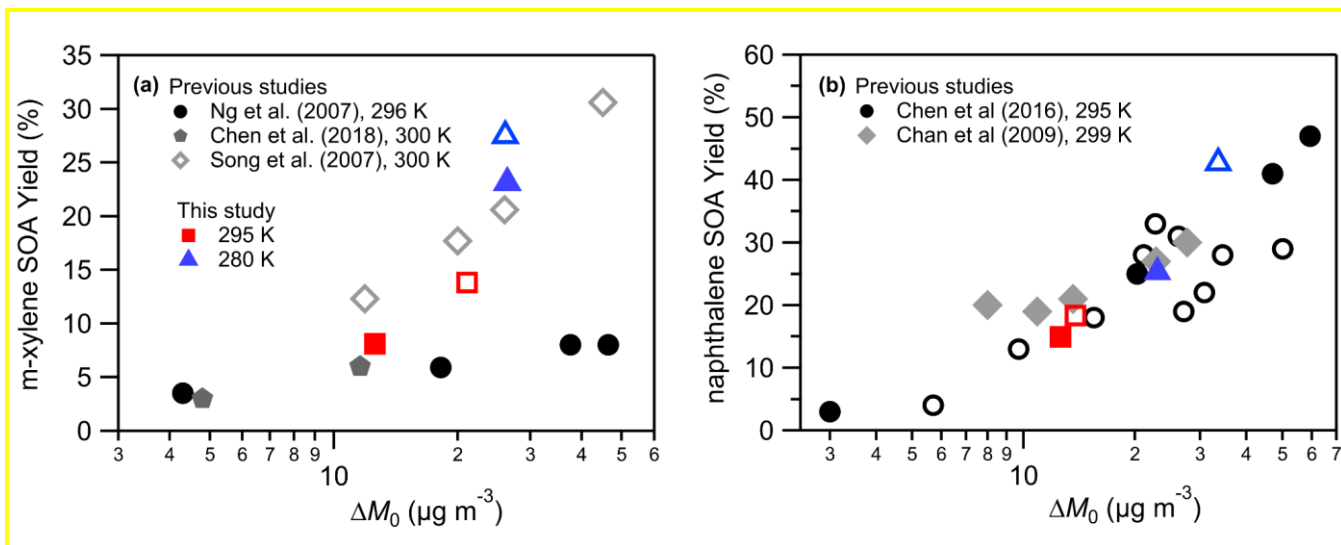 (a) Previous studies
Ng et al. (2007), 296 K
Chen et al. (2018), 300 K
Song et al. (2007), 300 K
This study
295 K
280 K
m-xylene SOA Yield (%)
35
30
25
20
15
10
5
0
3 4 5 6 7 8 9 10 2 3 4 5 6
ΔM0 (µg m-3)
(b) Previous studies
Chen et al (2016), 295 K
Chan et al (2009), 299 K
naphthalene SOA Yield (%)
60
50
40
30
20
10
0
3 4 5 6 7 8 9 10 2 3 4 5 6 7
ΔM0 (µg m-3)